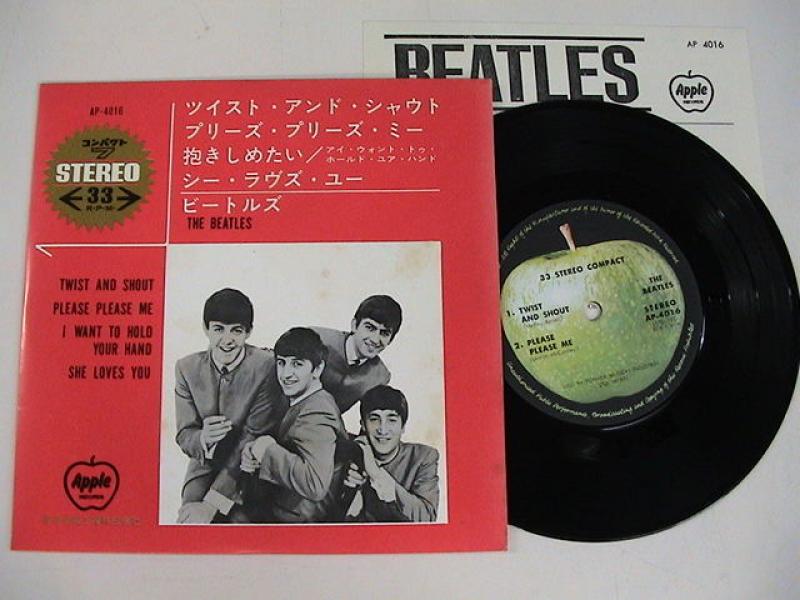 AP-4016
コンパクト
7
STEREO
33
R·P·M·
ツイスト・アンド・シャウト
プリーズ・プリーズ・ミー
抱きしめたい/アイ・ウォント・トゥ・
ホールド・ユア・ハンド
シー・ラヴズ・ユー
ビートルズ
THE BEATLES
TWIST AND SHOUT
PLEASE PLEASE ME
I WANT TO HOLD
YOUR HAND
SHE LOVES YOU
Apple
RECORDS
BEATLES
AP 4016
Apple
RECORDS
33 STEREO COMPACT
THE
BEATLES
1. TWIST
AND SHOUT
STEREO
AP-4016
2. PLEASE
PLEASE ME